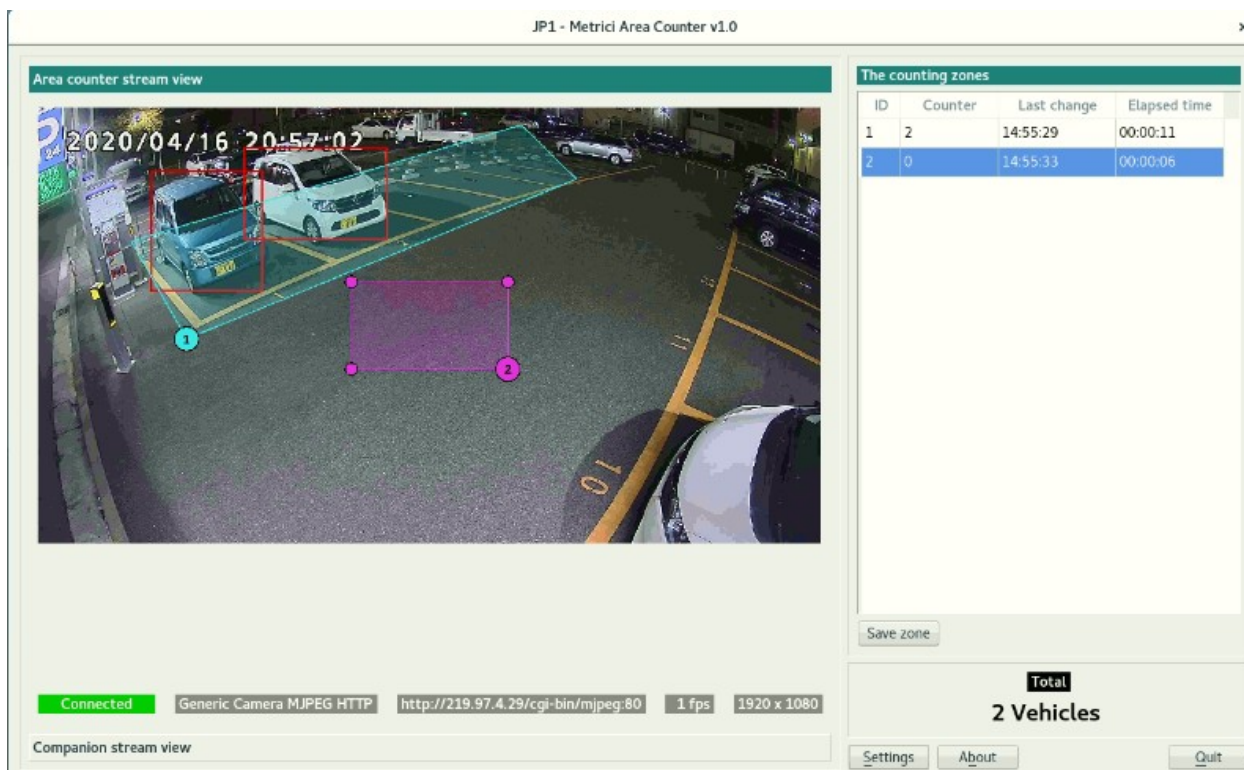 JP1 - Metrici Area Counter v1.0
Area counter stream view
2020/04/16 20:57:02
24
1
2
11
10
Connected
Generic Camera MJPEG HTTP
http://219.97.4.29/cgi-bin/mjpeg:80
1 fps
1920 x 1080
Companion stream view
The counting zones
ID Counter Last change Elapsed time
1 2 14:55:29 00:00:11
2 0 14:55:33 00:00:06
Save zone
Total
2 Vehicles
Settings
About
Quit